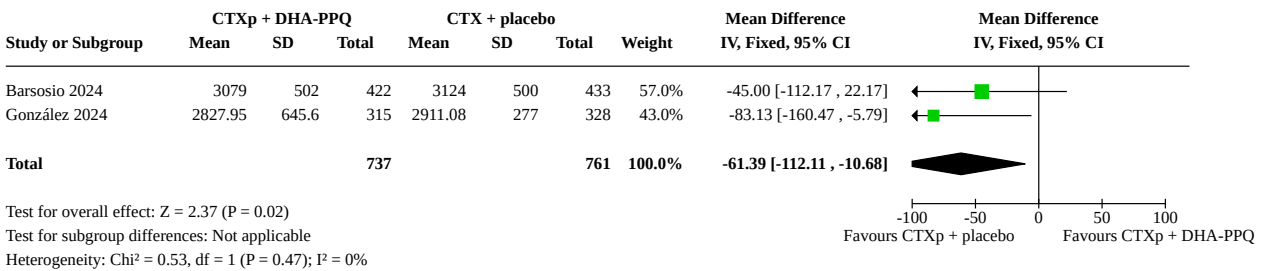 CTXp + DHA-PPQ CTX + placebo Mean Difference Mean Difference
Study or Subgroup Mean SD Total Mean SD Total Weight IV, Fixed, 95% CI IV, Fixed, 95% CI
Barsosio 2024 3079 502 422 3124 500 433 57.0% -45.00 [-112.17 , 22.17]
González 2024 2827.95 645.6 315 2911.08 277 328 43.0% -83.13 [-160.47 , -5.79]
Total 737 761 100.0% -61.39 [-112.11 , -10.68]
Test for overall effect: Z = 2.37 (P = 0.02)
-100 -50 0 50 100
Test for subgroup differences: Not applicable Favours CTXp + placebo Favours CTXp + DHA-PPQ
Heterogeneity: Chi² = 0.53, df = 1 (P = 0.47); I² = 0%